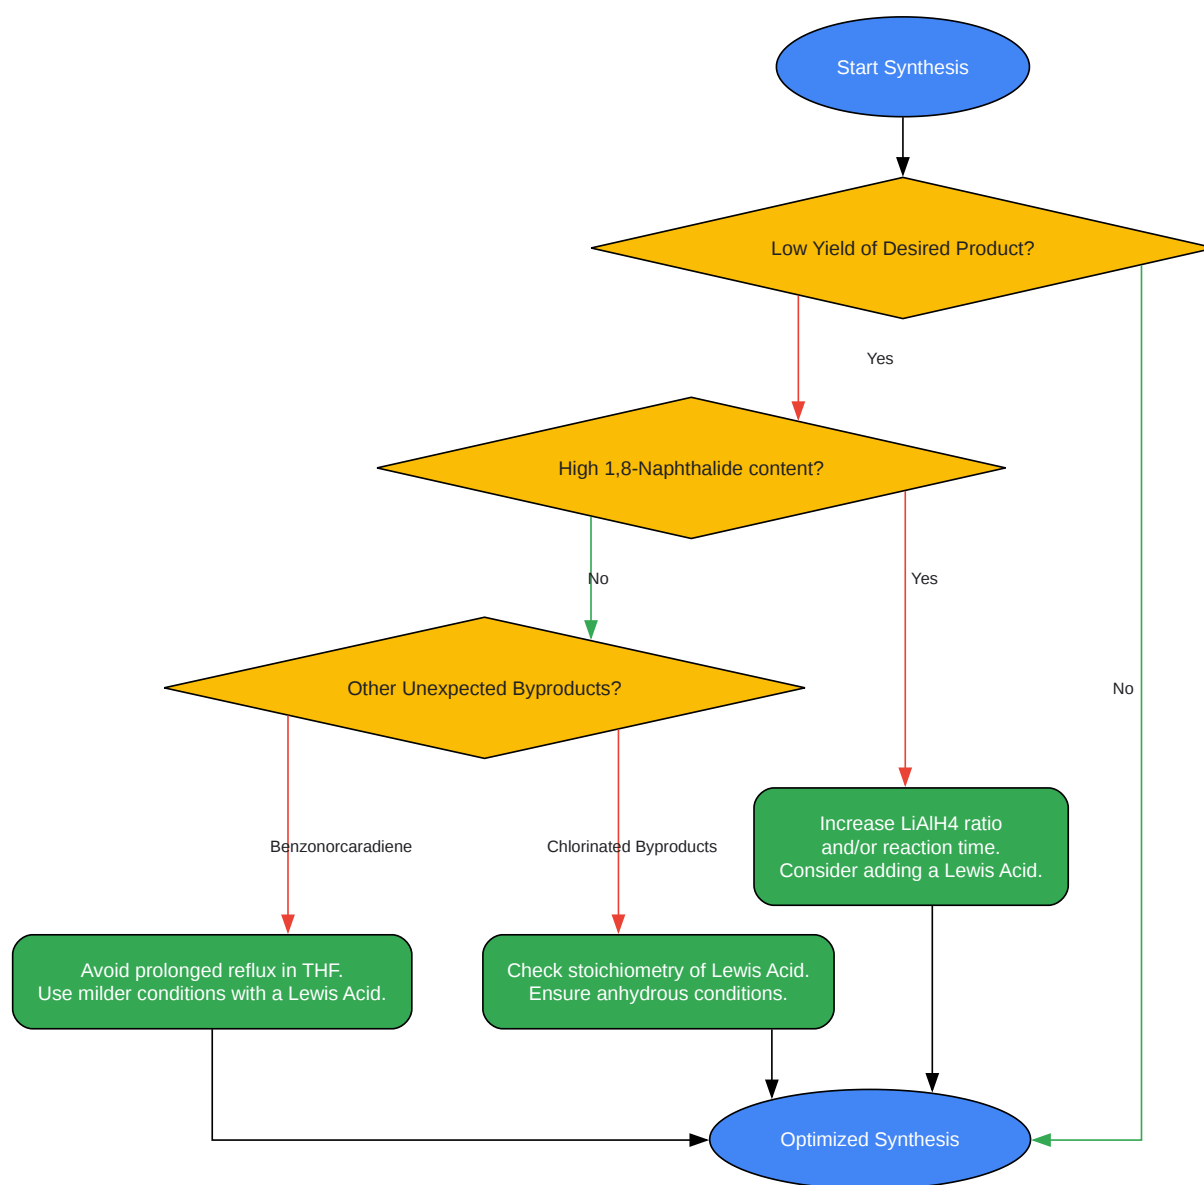 Start Synthesis
Low Yield of Desired Product?
Yes
High 1,8-Naphthalide content?
No
Yes
Other Unexpected Byproducts?
No
Increase LiAlH4 ratio
and/or reaction time.
Consider adding a Lewis Acid.
Benzonorcaradiene
Chlorinated Byproducts
Avoid prolonged reflux in THF.
Use milder conditions with a Lewis Acid.
Check stoichiometry of Lewis Acid.
Ensure anhydrous conditions.
Optimized Synthesis